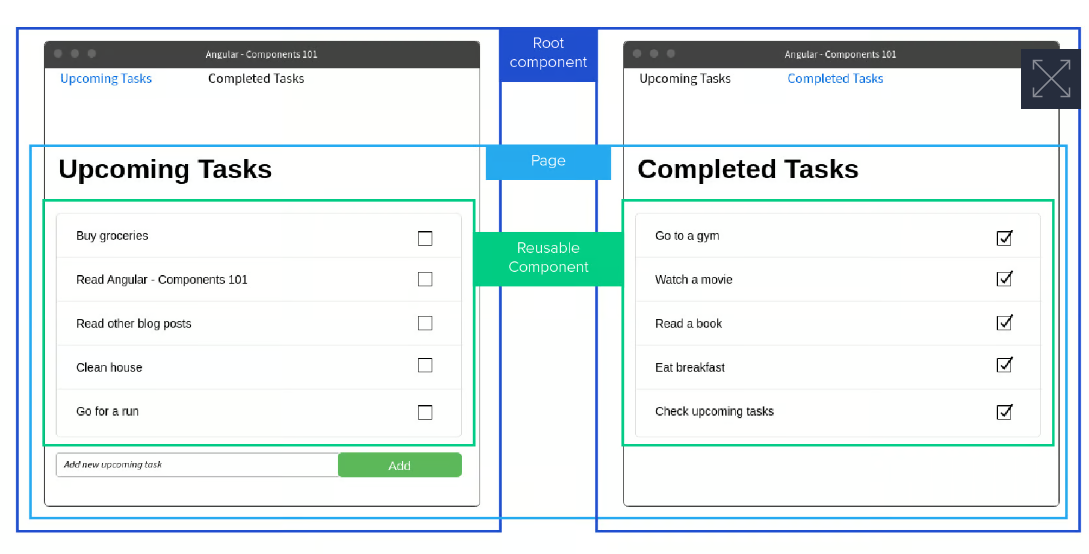 Angular - Components 101
Upcoming Tasks
Completed Tasks
Upcoming Tasks
Buy groceries
Read Angular - Components 101
Read other blog posts
Clean house
Go for a run
Add new upcoming task
Add
Root
component
Page
Reusable
Component
Angular - Components 101
Upcoming Tasks
Completed Tasks
Completed Tasks
Go to a gym
Watch a movie
Read a book
Eat breakfast
Check upcoming tasks